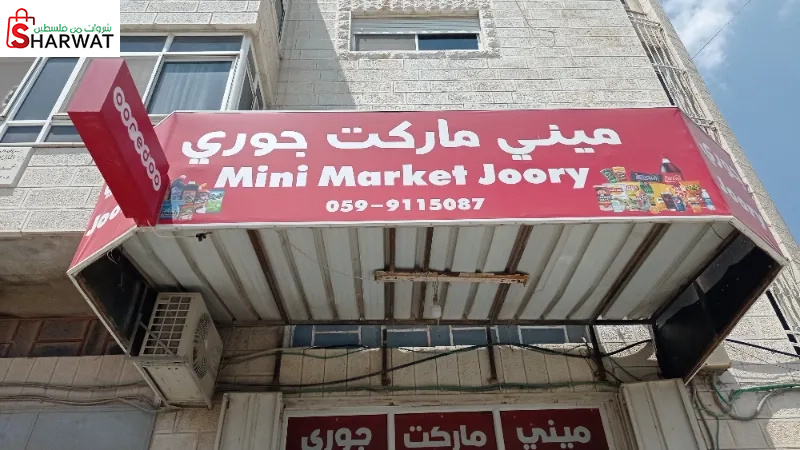 شروات من فلسطين
SHARWAT
ooredoo
ميني ماركت جوري
Mini Market Joory
059-9115087
ميني ماركت جوري